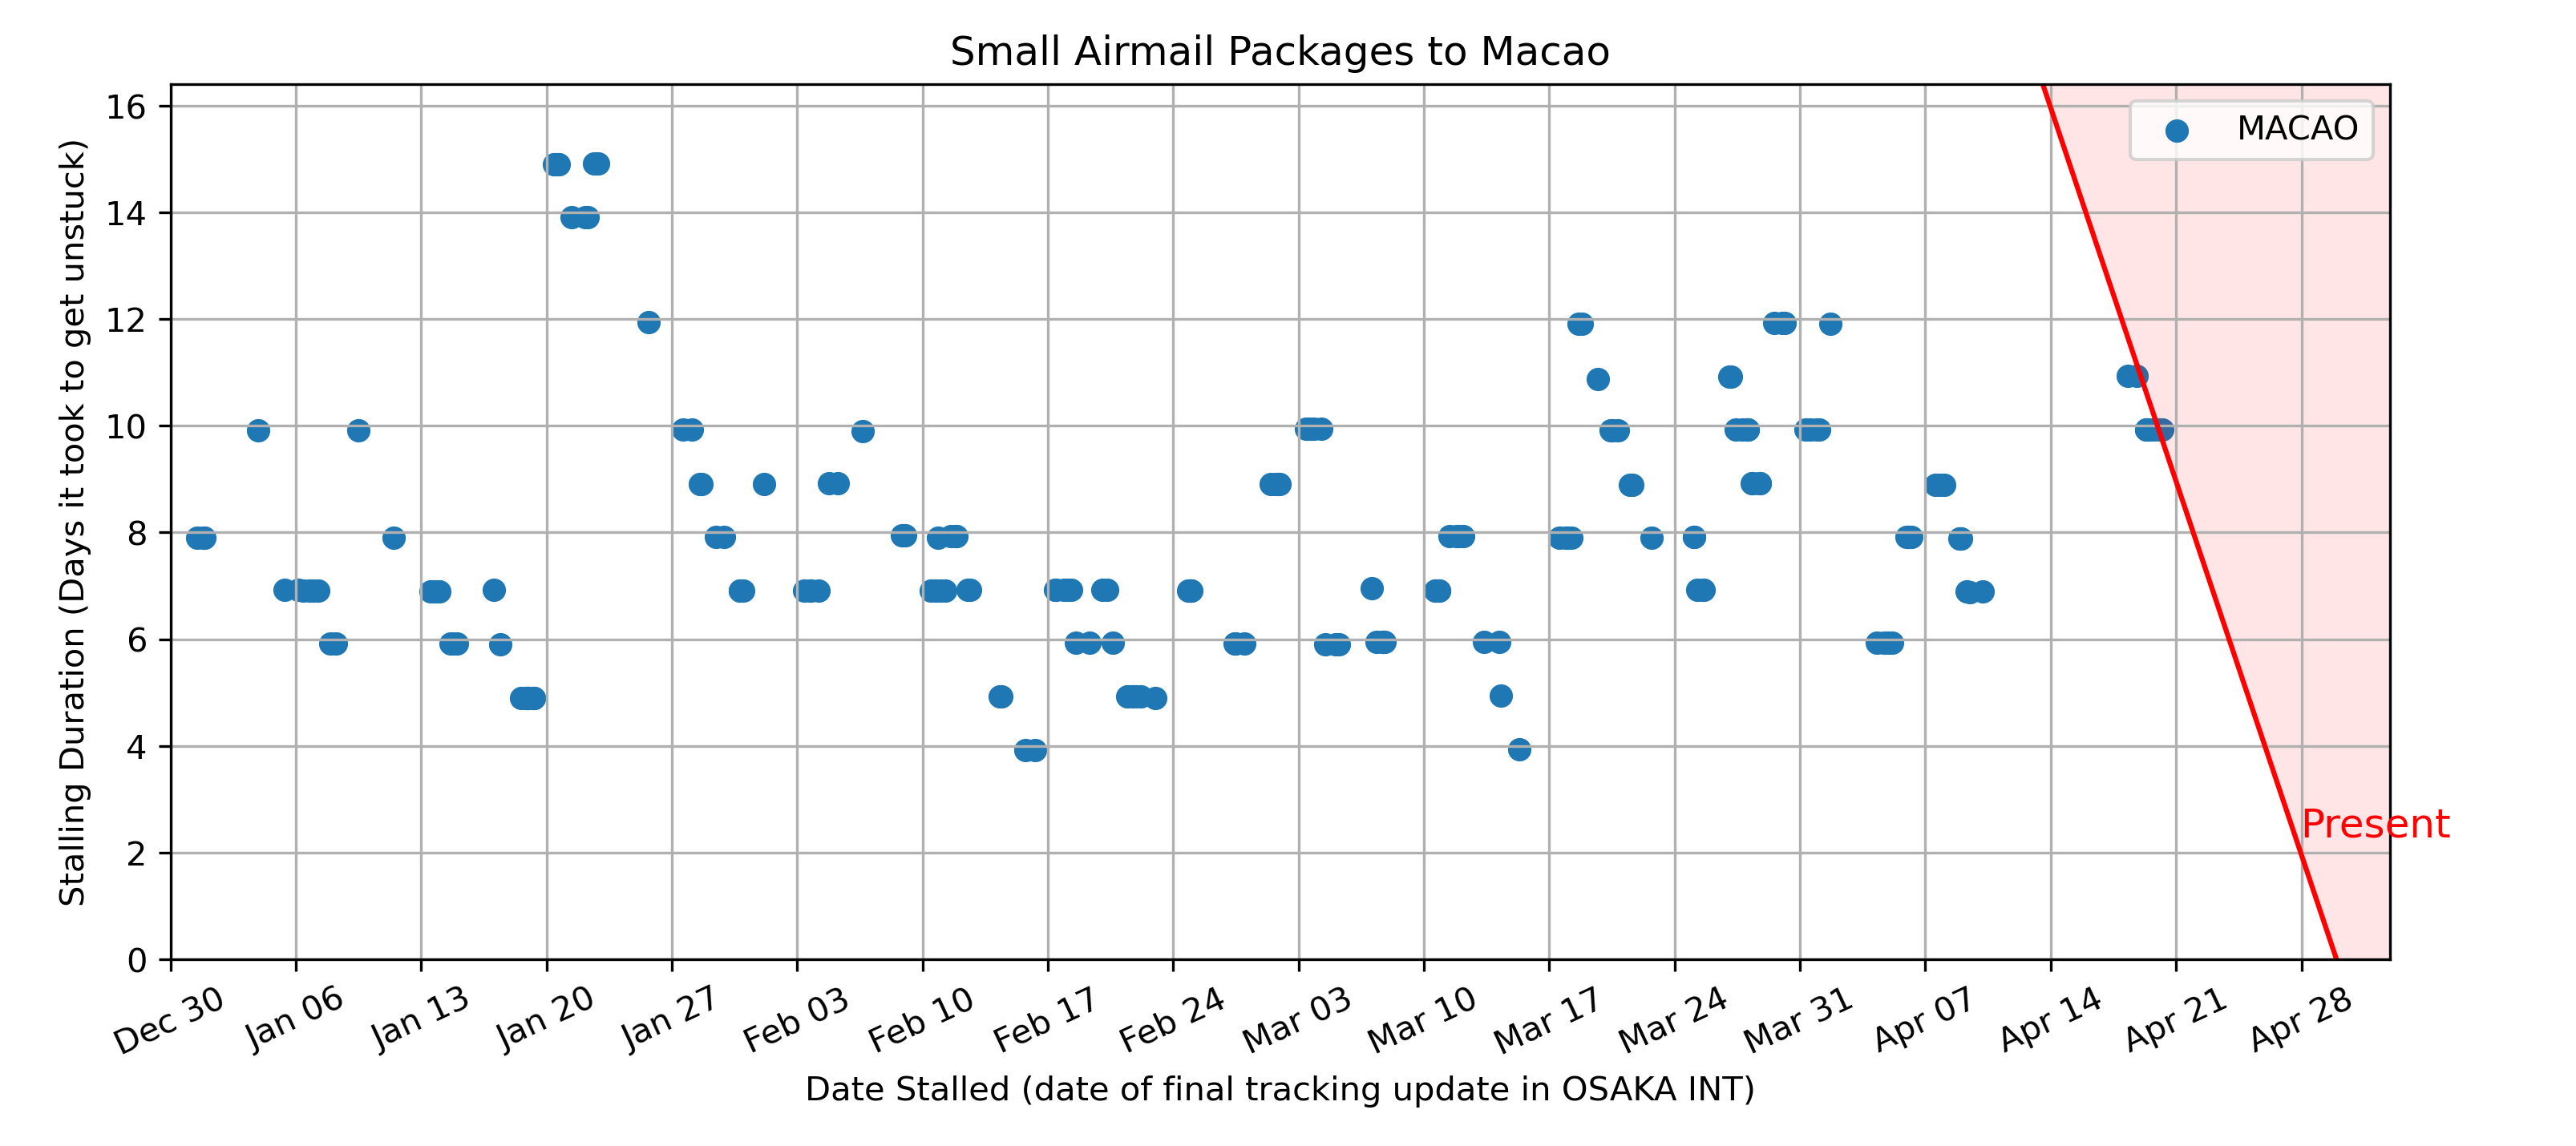 Small Airmail Packages to Macao
Stalling Duration (Days it took to get unstuck)
16
14
12
10
8
6
4
2
0
MACAO
Present
Dec 30
Jan 06
Jan 13
Jan 20
Jan 27
Feb 03
Feb 10
Feb 17
Feb 24
Mar 03
Mar 10
Mar 17
Mar 24
Mar 31
Apr 07
Apr 14
Apr 21
Apr 28
Date Stalled (date of final tracking update in OSAKA INT)